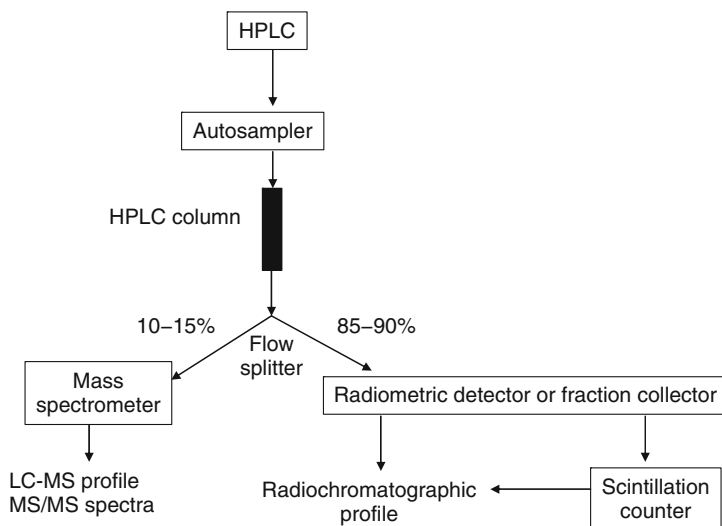 HPLC
Autosampler
HPLC column
10–15%
85–90%
Flow
splitter
Mass
spectrometer
Radiometric detector or fraction collector
LC-MS profile
MS/MS spectra
Radiochromatographic
profile
Scintillation
counter